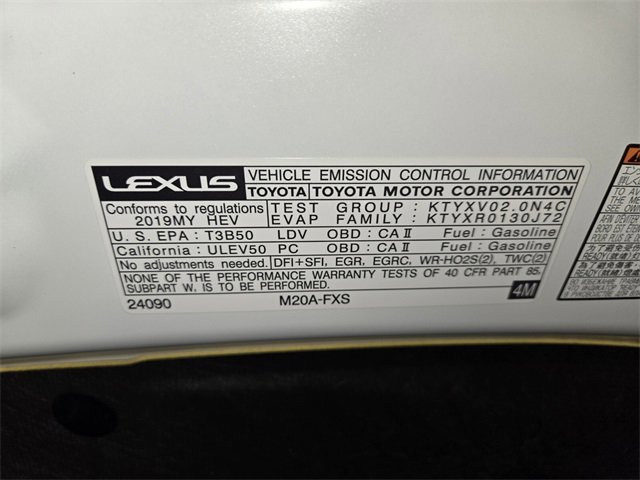 LEXUS
VEHICLE EMISSION CONTROL INFORMATION
TOYOTA TOYOTA MOTOR CORPORATION
Conforms to regulations
2019MY HEV
TEST GROUP : KTYXV02.0N4C
EVAP FAMILY : KTYXR0130J72
U. S. EPA : T3B50 LDV OBD : CA II Fuel : Gasoline
California : ULEV50 PC OBD : CA II Fuel : Gasoline
No adjustments needed. DFI+SFI, EGR, EGRC, WR-HO2S(2), TWC(2)
NONE OF THE PERFORMANCE WARRANTY TESTS OF 40 CFR PART 85,
SUBPART W, IS TO BE PERFORMED.
24090 M20A-FXS 4M